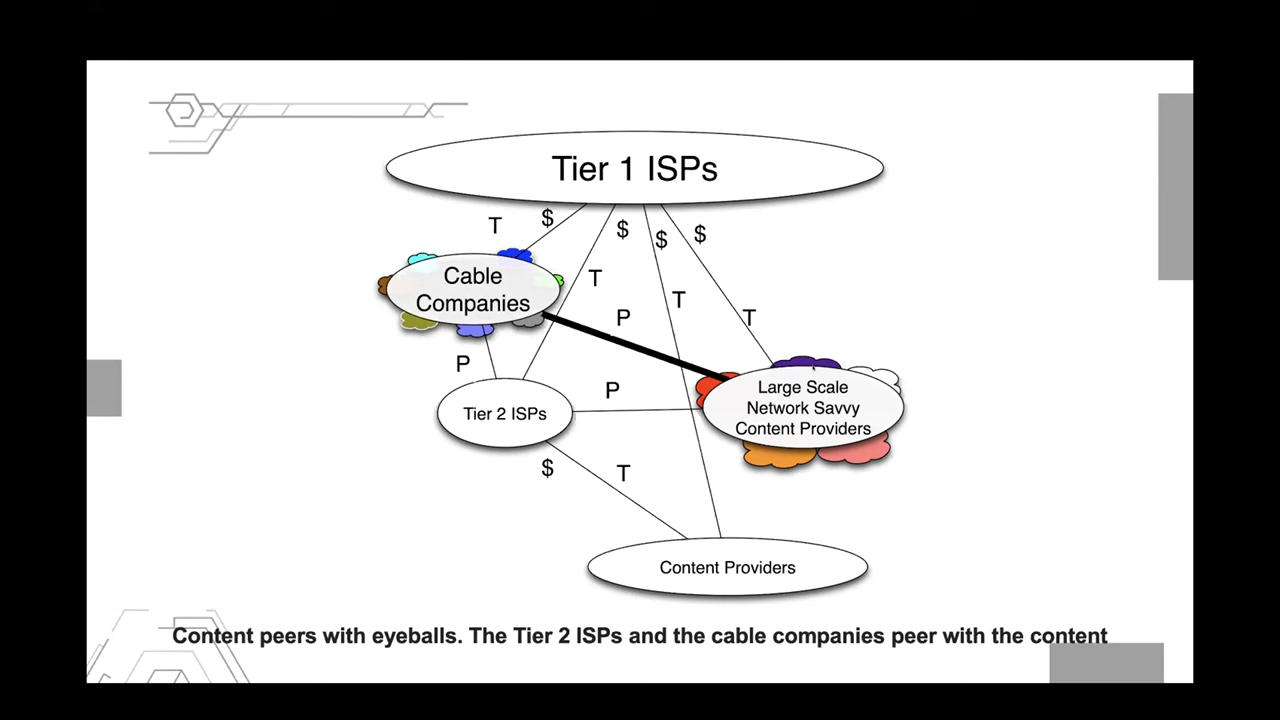 Tier 1 ISPs
T
$
$
$
$
Cable
Companies
T
T
P
T
P
P
Large Scale
Network Savvy
Content Providers
Tier 2 ISPs
$
T
Content Providers
Content peers with eyeballs. The Tier 2 ISPs and the cable companies peer with the content